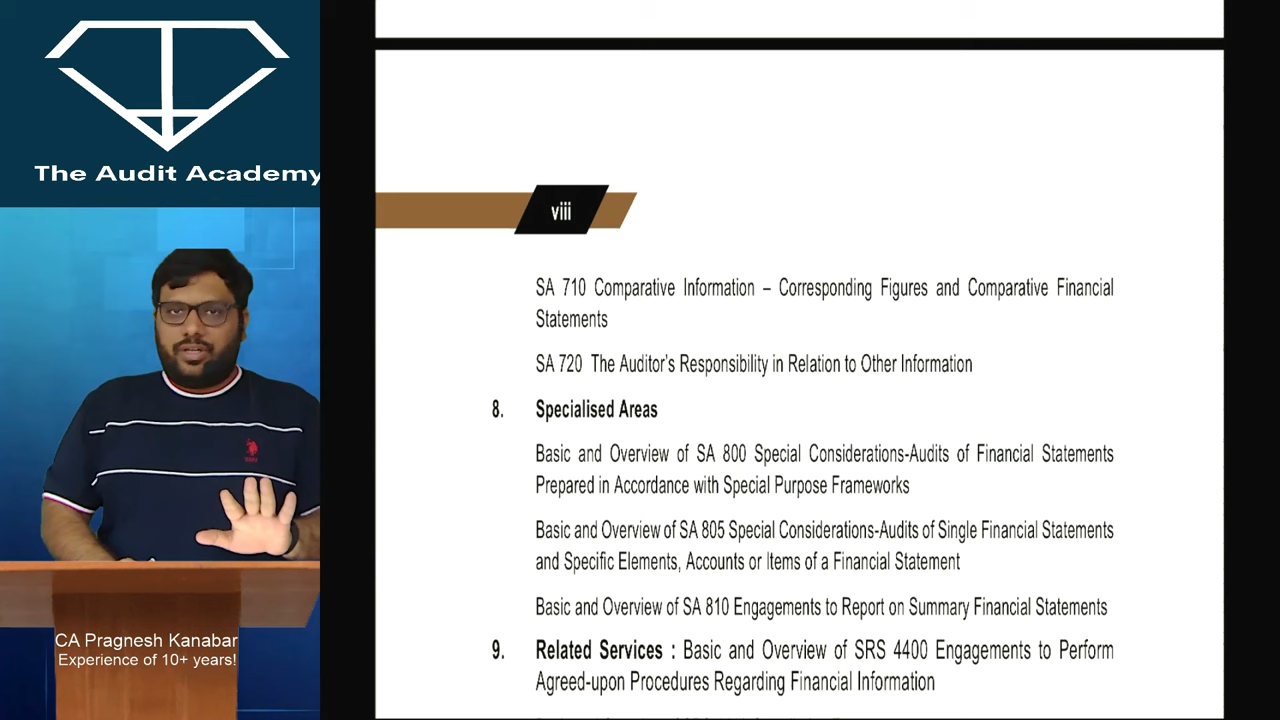 The Audit Academy
CA Pragnesh Kanabar
Experience of 10+ years!
viii
SA 710 Comparative Information – Corresponding Figures and Comparative Financial
Statements
SA 720 The Auditor's Responsibility in Relation to Other Information
8. Specialised Areas
Basic and Overview of SA 800 Special Considerations-Audits of Financial Statements
Prepared in Accordance with Special Purpose Frameworks
Basic and Overview of SA 805 Special Considerations-Audits of Single Financial Statements
and Specific Elements, Accounts or Items of a Financial Statement
Basic and Overview of SA 810 Engagements to Report on Summary Financial Statements
9. Related Services : Basic and Overview of SRS 4400 Engagements to Perform
Agreed-upon Procedures Regarding Financial Information